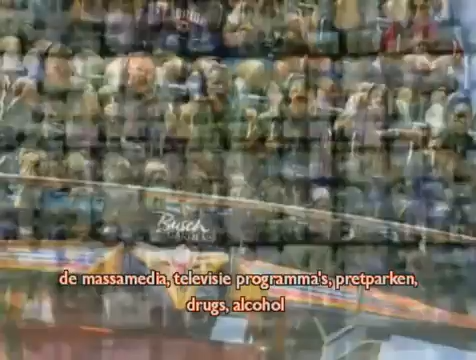 Busch
de massamedia, televisie programma's, pretparken,
drugs, alcohol